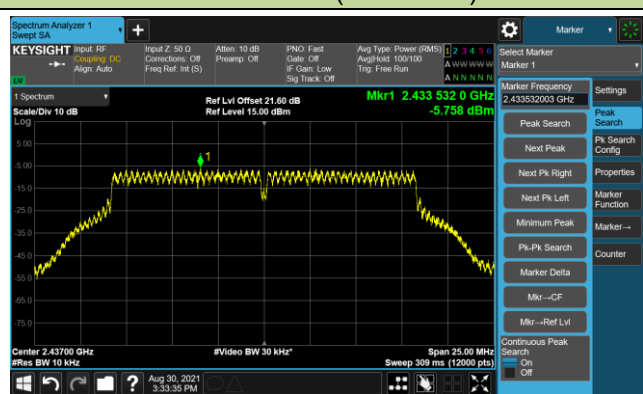 Spectrum Analyzer 1
Swept SA
+
Marker
KEYSIGHT
Input: RF
Coupling: DC
Align: Auto
Input Z: 50 Ω
Corrections: Off
Freq Ref: Int (S)
Atten: 10 dB
Preamp: Off
PNO: Fast
Gate: Off
IF Gain: Low
Sig Track: Off
Avg Type: Power (RMS)
Avg|Hold: 100/100
Trig: Free Run
1 2 3 4 5 6
A W W W W W
A N N N N N
Select Marker
Marker 1
1 Spectrum
Scale/Div 10 dB
Ref Lvl Offset 21.60 dB
Ref Level 15.00 dBm
Mkr1 2.433 532 0 GHz
-5.758 dBm
Log
5.00
-5.00
-15.0
-25.0
-35.0
-45.0
-55.0
-65.0
-75.0
1
Center 2.43700 GHz
#Res BW 10 kHz
#Video BW 30 kHz*
Span 25.00 MHz
Sweep 309 ms (12000 pts)
Marker Frequency
2.433532003 GHz
Peak Search
Next Peak
Next Pk Right
Next Pk Left
Minimum Peak
Pk-Pk Search
Marker Delta
Mkr→CF
Mkr→Ref Lvl
Continuous Peak
Search
On
Off
Settings
Peak
Search
Pk Search
Config
Properties
Marker
Function
Marker→
Counter
?
Aug 30, 2021
3:33:35 PM